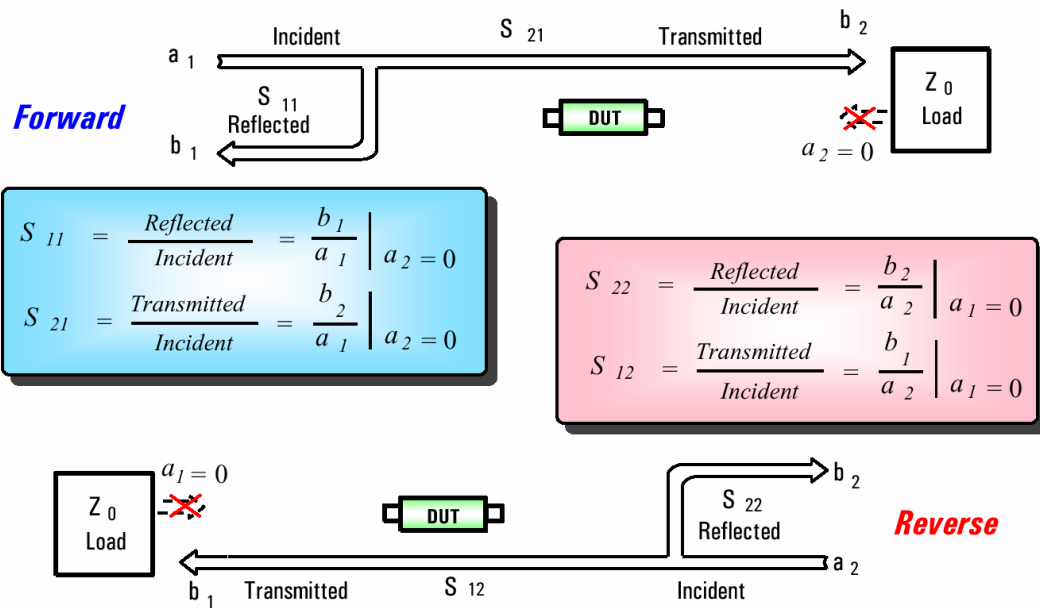 a 1 Incident S 21 Transmitted b 2
Forward
S 11
Reflected
b 1
DUT
a 2 = 0
Z 0
Load
S 11 = Reflected / Incident = b 1 / a 1 | a 2 = 0
S 21 = Transmitted / Incident = b 2 / a 1 | a 2 = 0
S 22 = Reflected / Incident = b 2 / a 2 | a 1 = 0
S 12 = Transmitted / Incident = b 1 / a 2 | a 1 = 0
Z 0
Load
a 1 = 0
DUT
b 2
S 22
Reflected
Reverse
a 2
b 1 Transmitted S 12 Incident